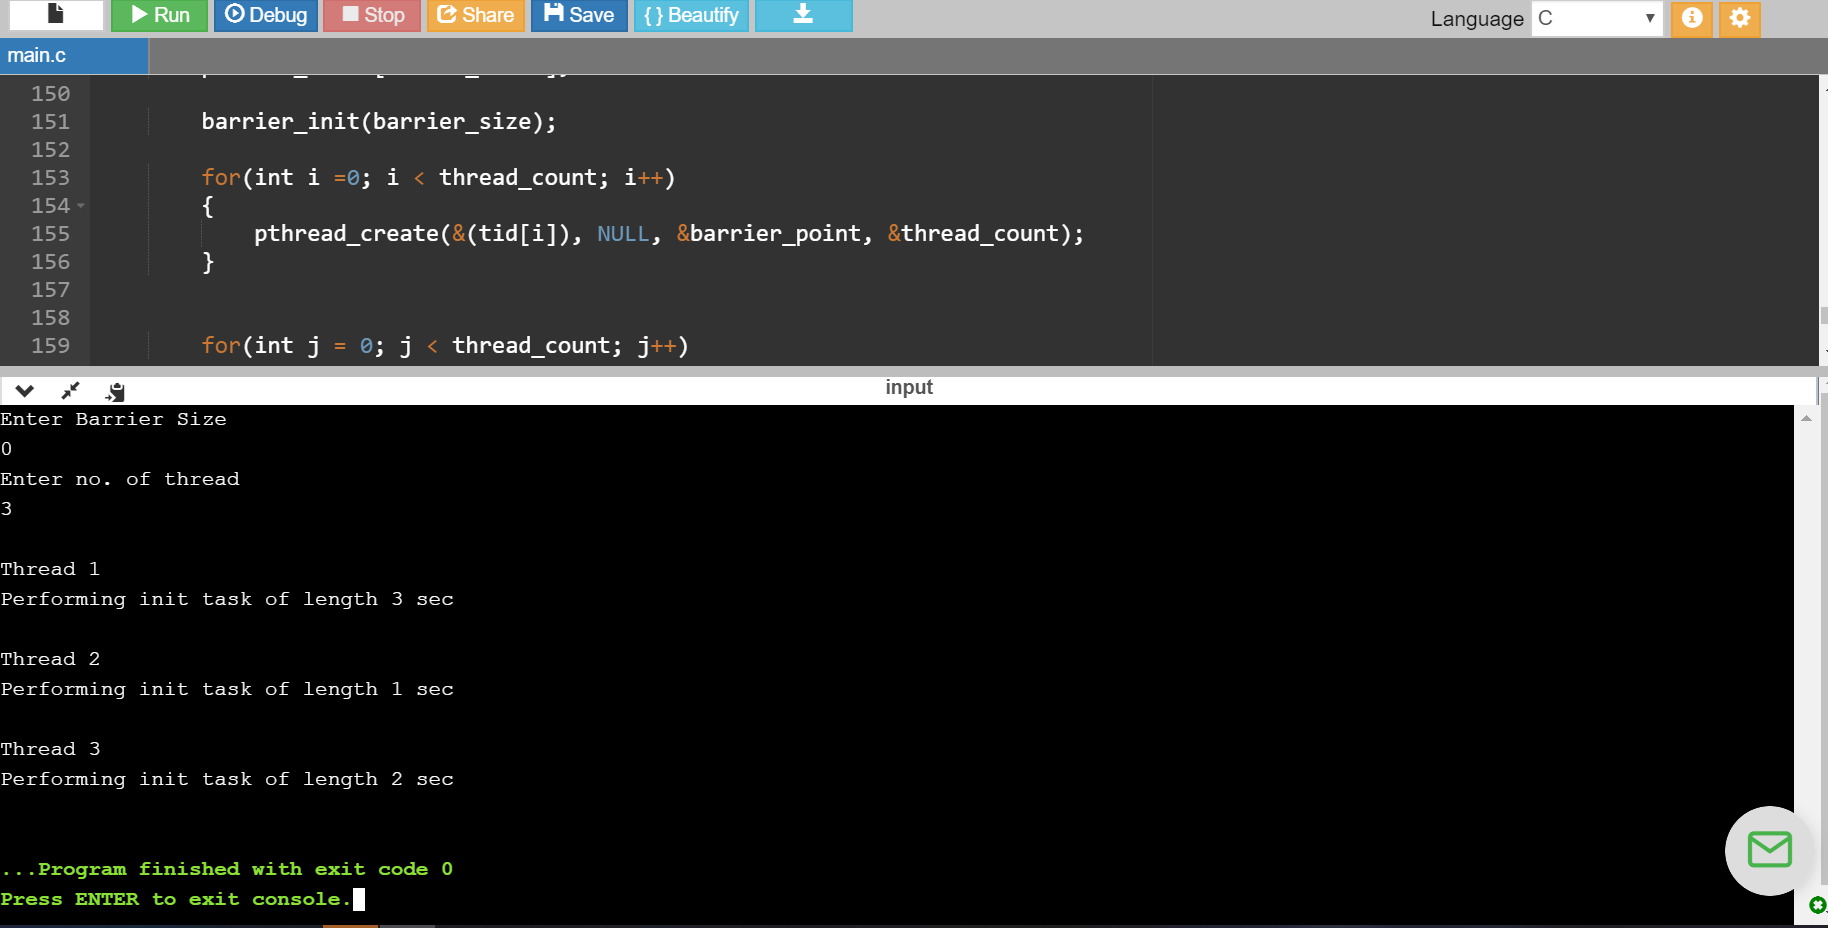 Run Debug Stop Share Save { } Beautify Language C
main.c
150
151 barrier_init(barrier_size);
152
153 for(int i =0; i < thread_count; i++)
154 {
155 pthread_create(&(tid[i]), NULL, &barrier_point, &thread_count);
156 }
157
158
159 for(int j = 0; j < thread_count; j++)
input
Enter Barrier Size
0
Enter no. of thread
3
Thread 1
Performing init task of length 3 sec
Thread 2
Performing init task of length 1 sec
Thread 3
Performing init task of length 2 sec
...Program finished with exit code 0
Press ENTER to exit console.